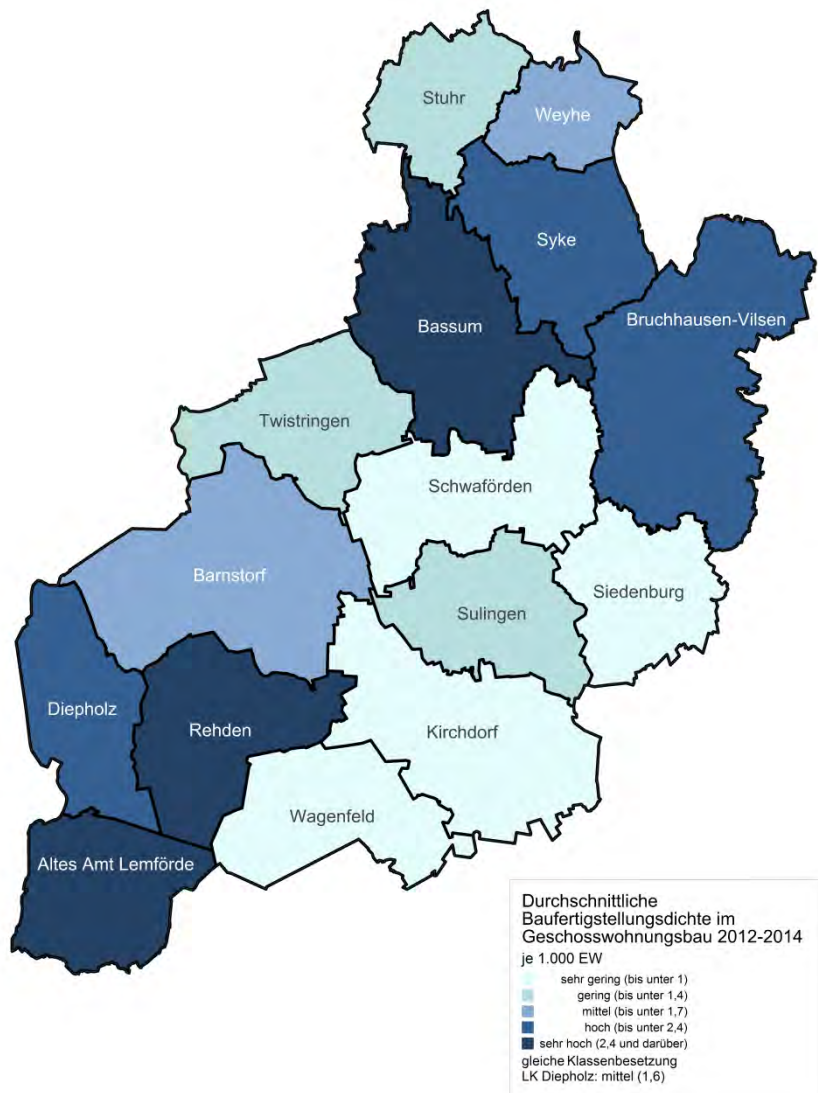 Stuhr
Weyhe
Syke
Bruchhausen-Vilsen
Bassum
Twistringen
Schwaförden
Barnstorf
Siedenburg
Sulingen
Diepholz
Rehden
Kirchdorf
Wagenfeld
Altes Amt Lemförde
Durchschnittliche
Baufertigstellungsdichte im
Geschosswohnungsbau 2012-2014
je 1.000 EW
sehr gering (bis unter 1)
gering (bis unter 1,4)
mittel (bis unter 1,7)
hoch (bis unter 2,4)
sehr hoch (2,4 und darüber)
gleiche Klassenbesetzung
LK Diepholz: mittel (1,6)